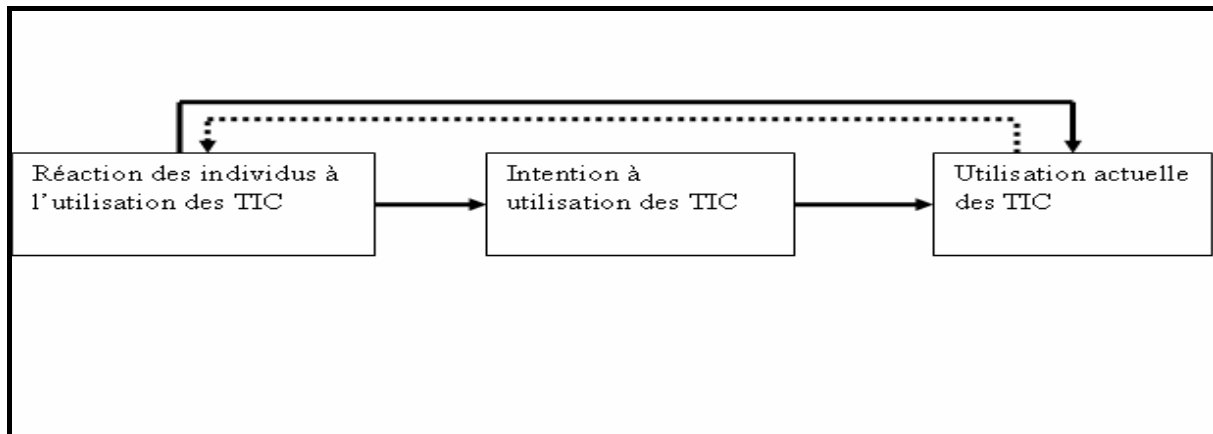 Réaction des individus à
l'utilisation des TIC
Intention à
utilisation des TIC
Utilisation actuelle
des TIC